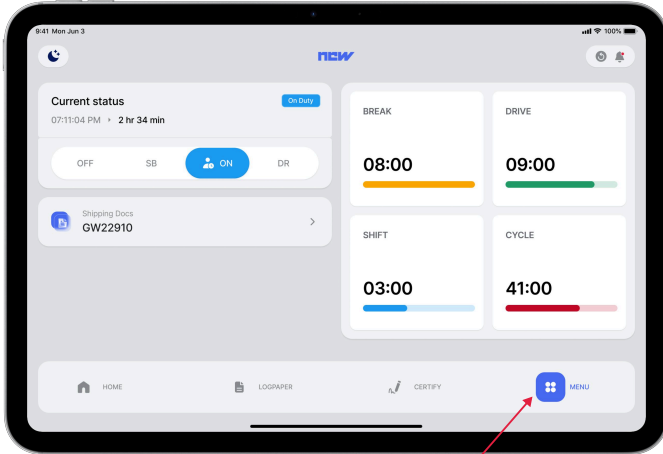 9:41 Mon Jun 3
100%
new
Current status
On Duty
07:11:04 PM
2 hr 34 min
OFF
SB
ON
DR
Shipping Docs
GW22910
BREAK
08:00
DRIVE
09:00
SHIFT
03:00
CYCLE
41:00
HOME
LOGPAPER
CERTIFY
MENU